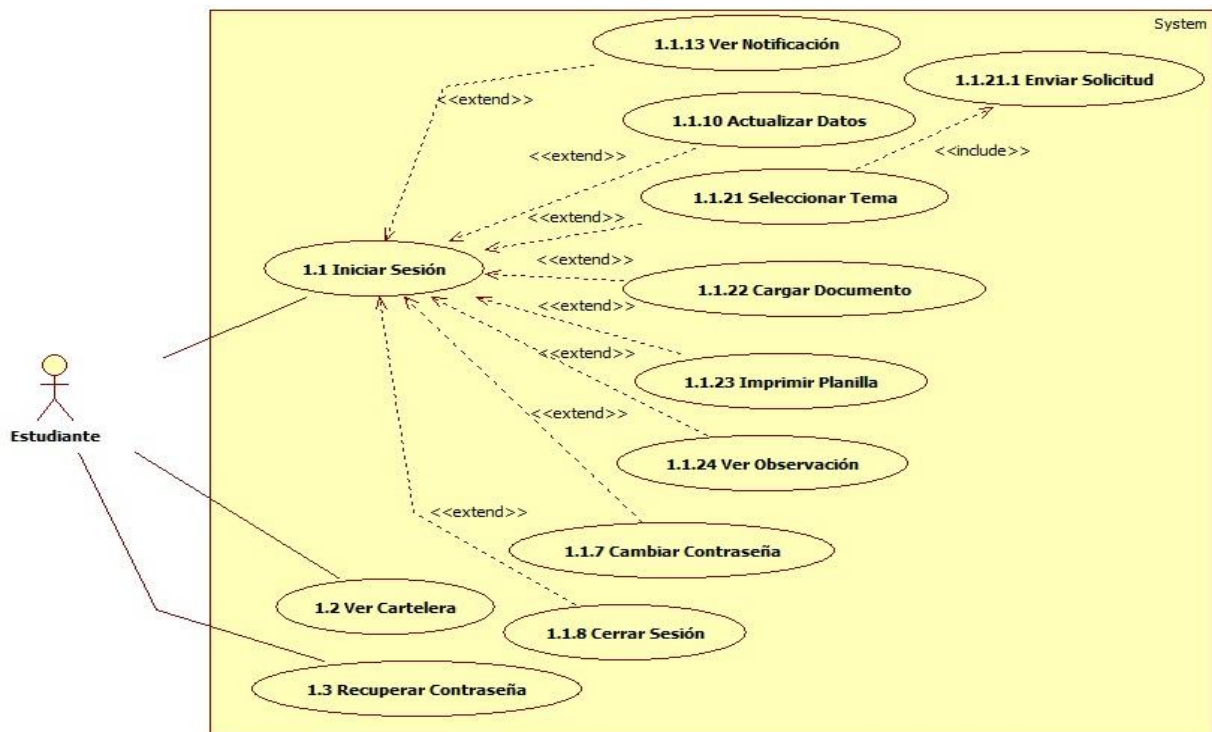 System
1.1.13 Ver Notificación
1.1.21.1 Enviar Solicitud
<<extend>>
1.1.10 Actualizar Datos
<<extend>>
<<include>>
1.1.21 Seleccionar Tema
<<extend>>
1.1 Iniciar Sesión
<<extend>>
1.1.22 Cargar Documento
<<extend>>
<<extend>>
1.1.23 Imprimir Planilla
<<extend>>
Estudiante
1.1.24 Ver Observación
<<extend>>
1.1.7 Cambiar Contraseña
1.2 Ver Cartelera
1.1.8 Cerrar Sesión
1.3 Recuperar Contraseña